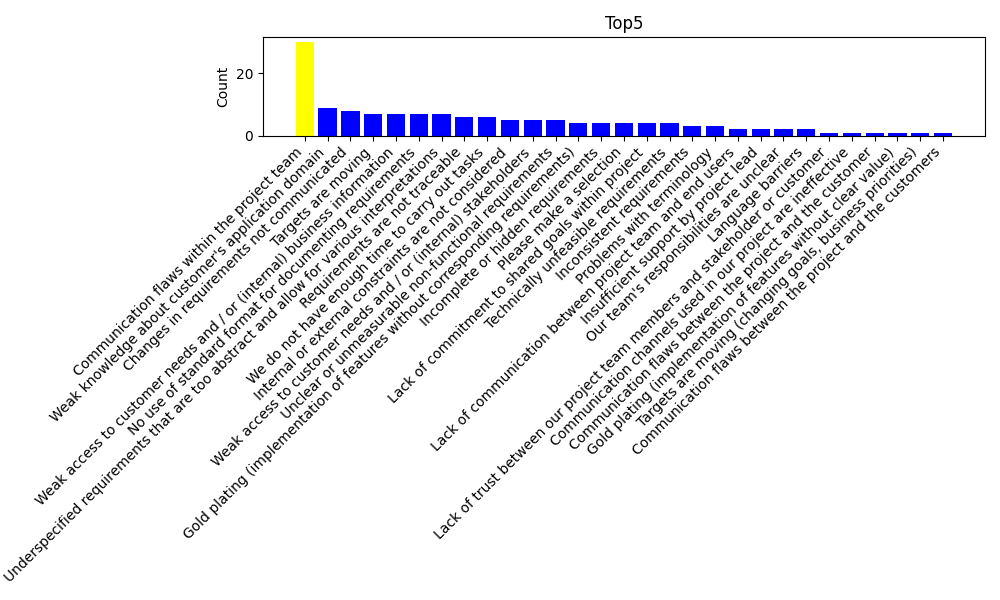 Top5
Count
20
0
Communication flaws within the project team
Weak knowledge about customer's application domain
Changes in requirements not communicated
Targets are moving
Weak access to customer needs and / or (internal) business information
No use of standard format for documenting requirements
Underspecified requirements that are too abstract and allow for various interpretations
Requirements are not traceable
We do not have enough time to carry out tasks
Internal or external constraints are not considered
Weak access to customer needs and / or (internal) stakeholders
Unclear or unmeasurable non-functional requirements
Gold plating (implementation of features without corresponding requirements)
Incomplete or hidden requirements
Please make a selection
Lack of commitment to shared goals within project
Technically unfeasible requirements
Inconsistent requirements
Problems with terminology
Lack of communication between project team and end users
Insufficient support by project lead
Our team's responsibilities are unclear
Language barriers
Lack of trust between our project team members and stakeholder or customer
Communication channels used in our project are ineffective
Communication flaws between the project and the customer
Gold plating (implementation of features without clear value)
Targets are moving (changing goals, business priorities)
Communication flaws between the project and the customers